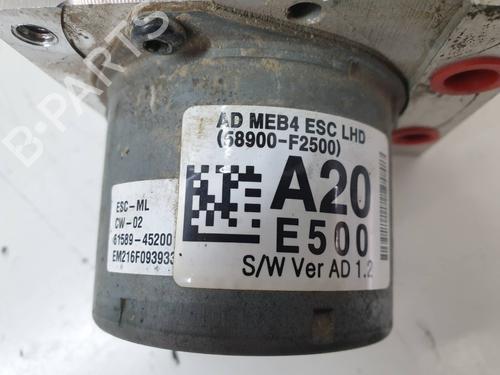 AD MEB4 ESC LHD
(58900-F2500)
A20
E500
S/W Ver AD 1.2
ESC-ML
CW-02
61589-45200
EM216F093933
B-Parts